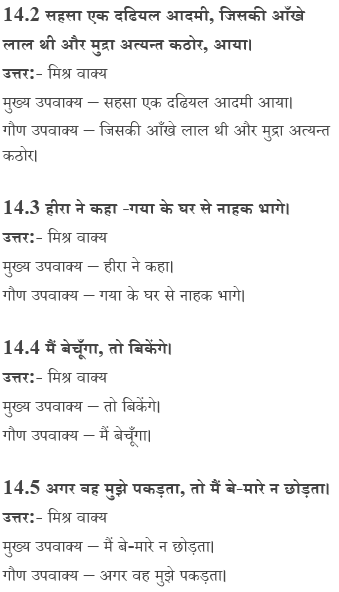 14.2 सहसा एक दढियल आदमी, जिसकी आँखे
लाल थी और मुद्रा अत्यन्त कठोर, आया।
उत्तर:- मिश्र वाक्य
मुख्य उपवाक्य – सहसा एक दढियल आदमी आया।
गौण उपवाक्य – जिसकी आँखे लाल थी और मुद्रा अत्यन्त
कठोर।
14.3 हीरा ने कहा -गया के घर से नाहक भागे।
उत्तर:- मिश्र वाक्य
मुख्य उपवाक्य – हीरा ने कहा।
गौण उपवाक्य – गया के घर से नाहक भागे।
14.4 मैं बेचूँगा, तो बिकेंगे।
उत्तर:- मिश्र वाक्य
मुख्य उपवाक्य – तो बिकेंगे।
गौण उपवाक्य – मैं बेचूँगा।
14.5 अगर वह मुझे पकड़ता, तो मैं बे-मारे न छोड़ता।
उत्तर:- मिश्र वाक्य
मुख्य उपवाक्य – मैं बे-मारे न छोड़ता।
गौण उपवाक्य – अगर वह मुझे पकड़ता।